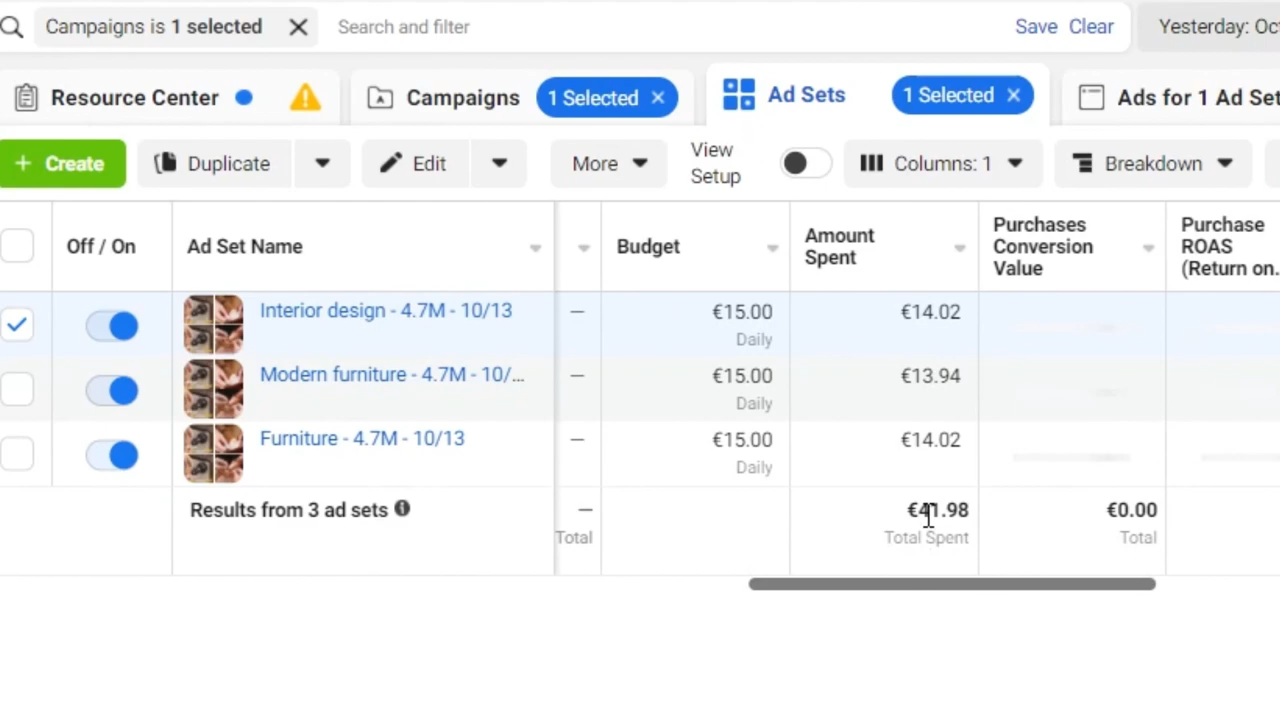 Campaigns is 1 selected
Search and filter
Save Clear
Yesterday: Oct
Resource Center
Campaigns
1 Selected
Ad Sets
1 Selected
Ads for 1 Ad Set
+ Create
Duplicate
Edit
More
View
Setup
Columns: 1
Breakdown
Off / On
Ad Set Name
Budget
Amount
Spent
Purchases
Conversion
Value
Purchase
ROAS
(Return on...
Interior design - 4.7M - 10/13
—
€15.00
Daily
€14.02
Modern furniture - 4.7M - 10/...
—
€15.00
Daily
€13.94
Furniture - 4.7M - 10/13
—
€15.00
Daily
€14.02
Results from 3 ad sets
—
Total
€41.98
Total Spent
€0.00
Total